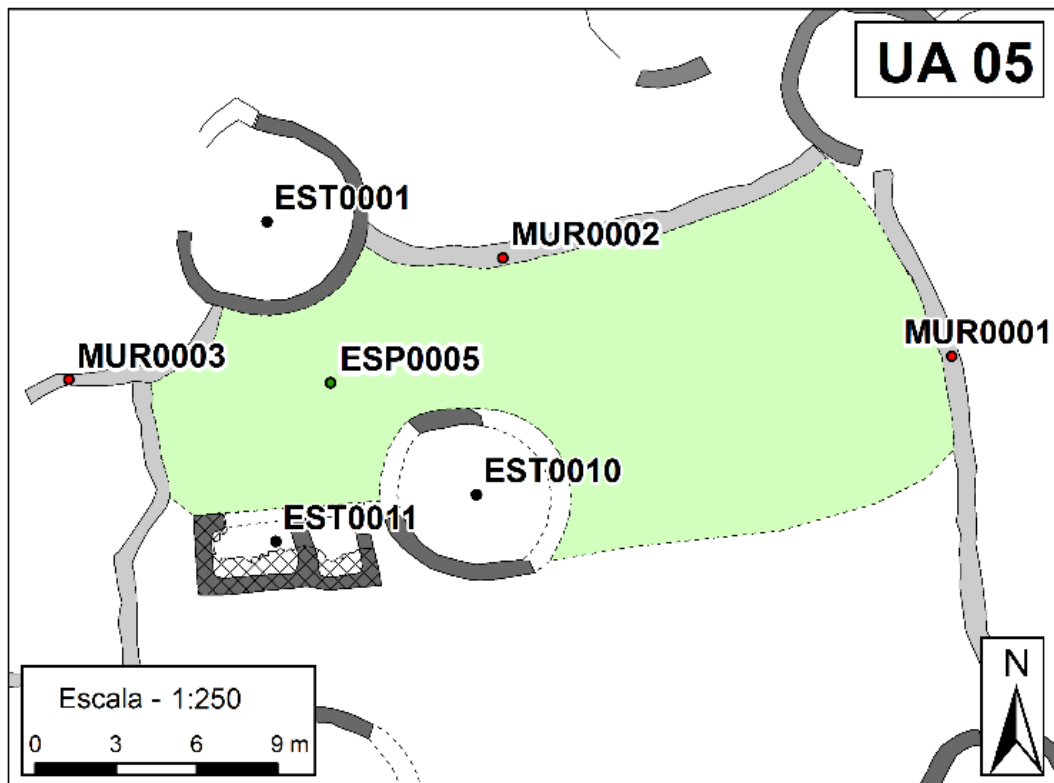 UA 05
EST0001
MUR0002
MUR0001
MUR0003
ESP0005
EST0010
EST0011
N
Escala - 1:250
0 3 6 9 m